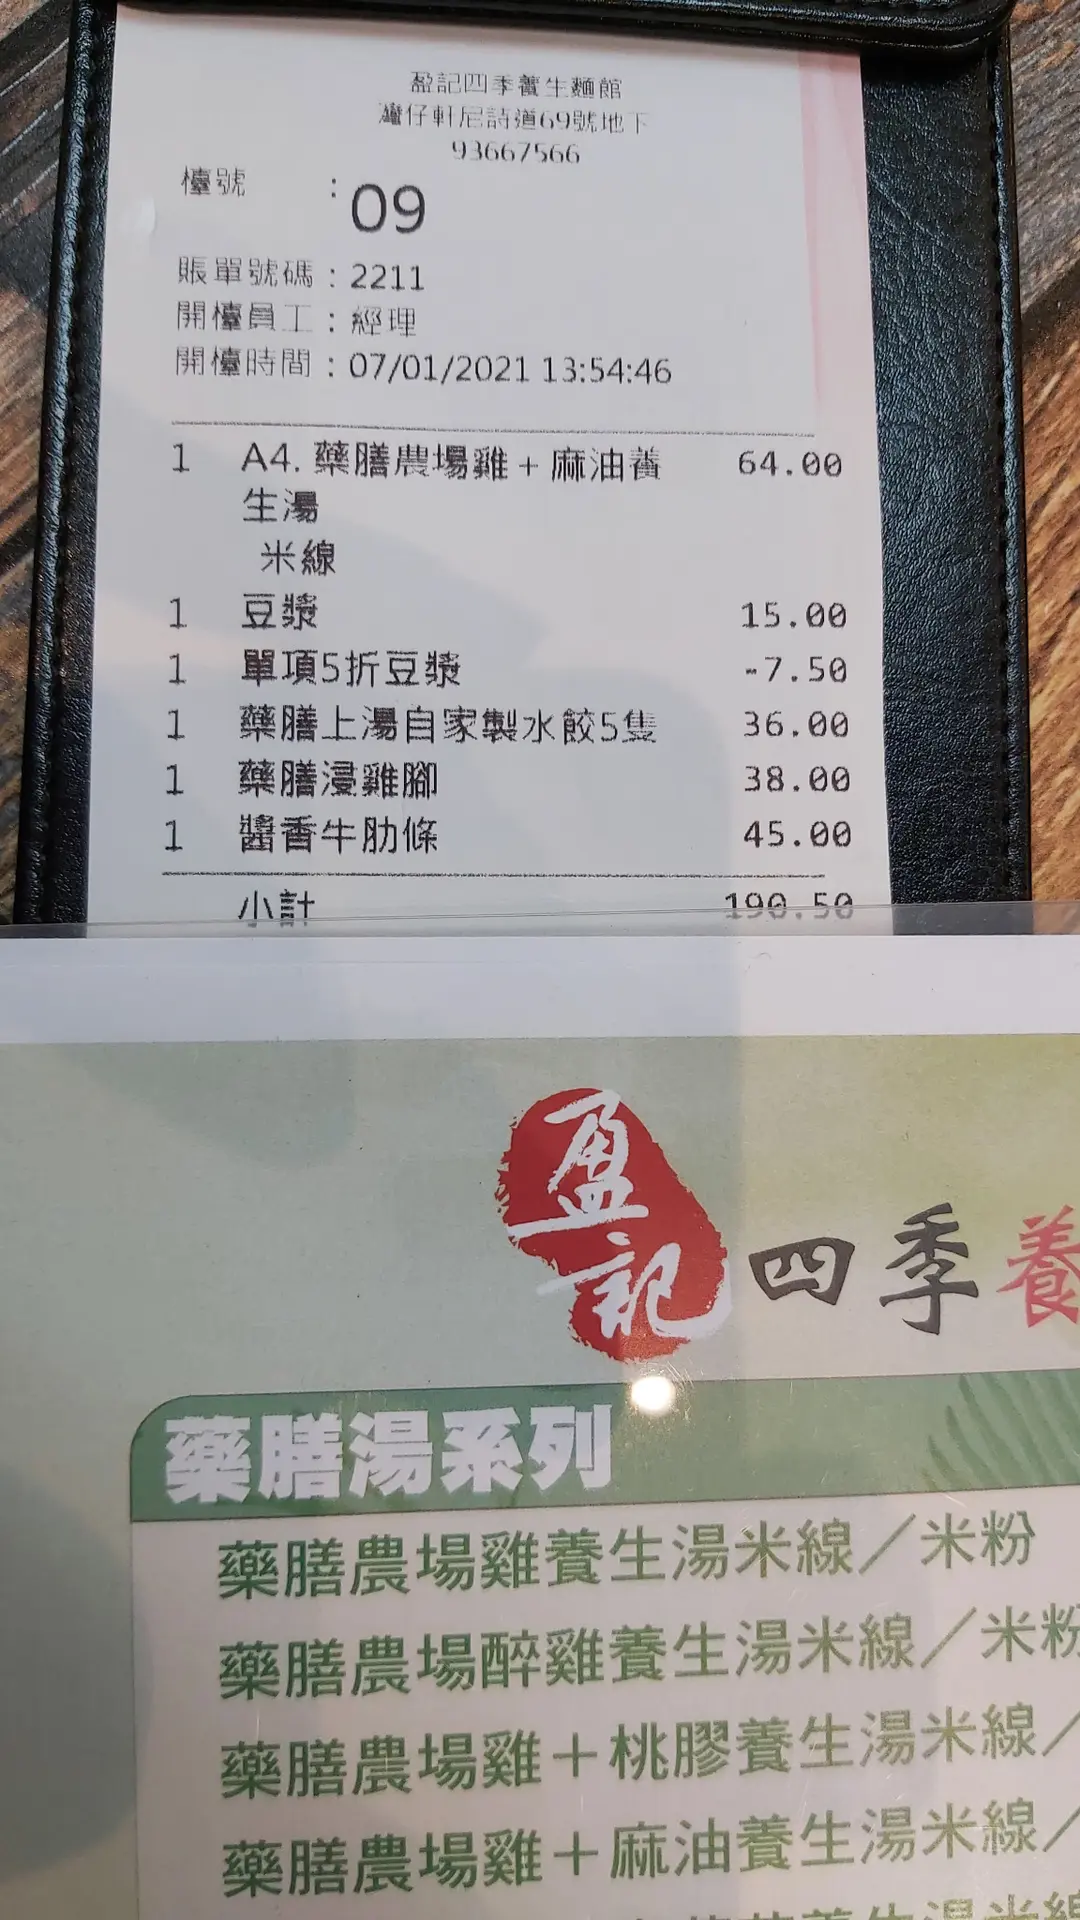 盈記四季養生麵館
灣仔軒尼詩道69號地下
93667566
檯號 : 09
賬單號碼 : 2211
開檯員工 : 經理
開檯時間 : 07/01/2021 13:54:46
1 A4. 藥膳農場雞+麻油養 64.00
生湯
米線
1 豆漿 15.00
1 單項5折豆漿 -7.50
1 藥膳上湯自家製水餃5隻 36.00
1 藥膳浸雞腳 38.00
1 醬香牛肋條 45.00
小計 190.50
盈記
四季養
藥膳湯系列
藥膳農場雞養生湯米線／米粉
藥膳農場醉雞養生湯米線／米粉
藥膳農場雞＋桃膠養生湯米線／
藥膳農場雞＋麻油養生湯米線／